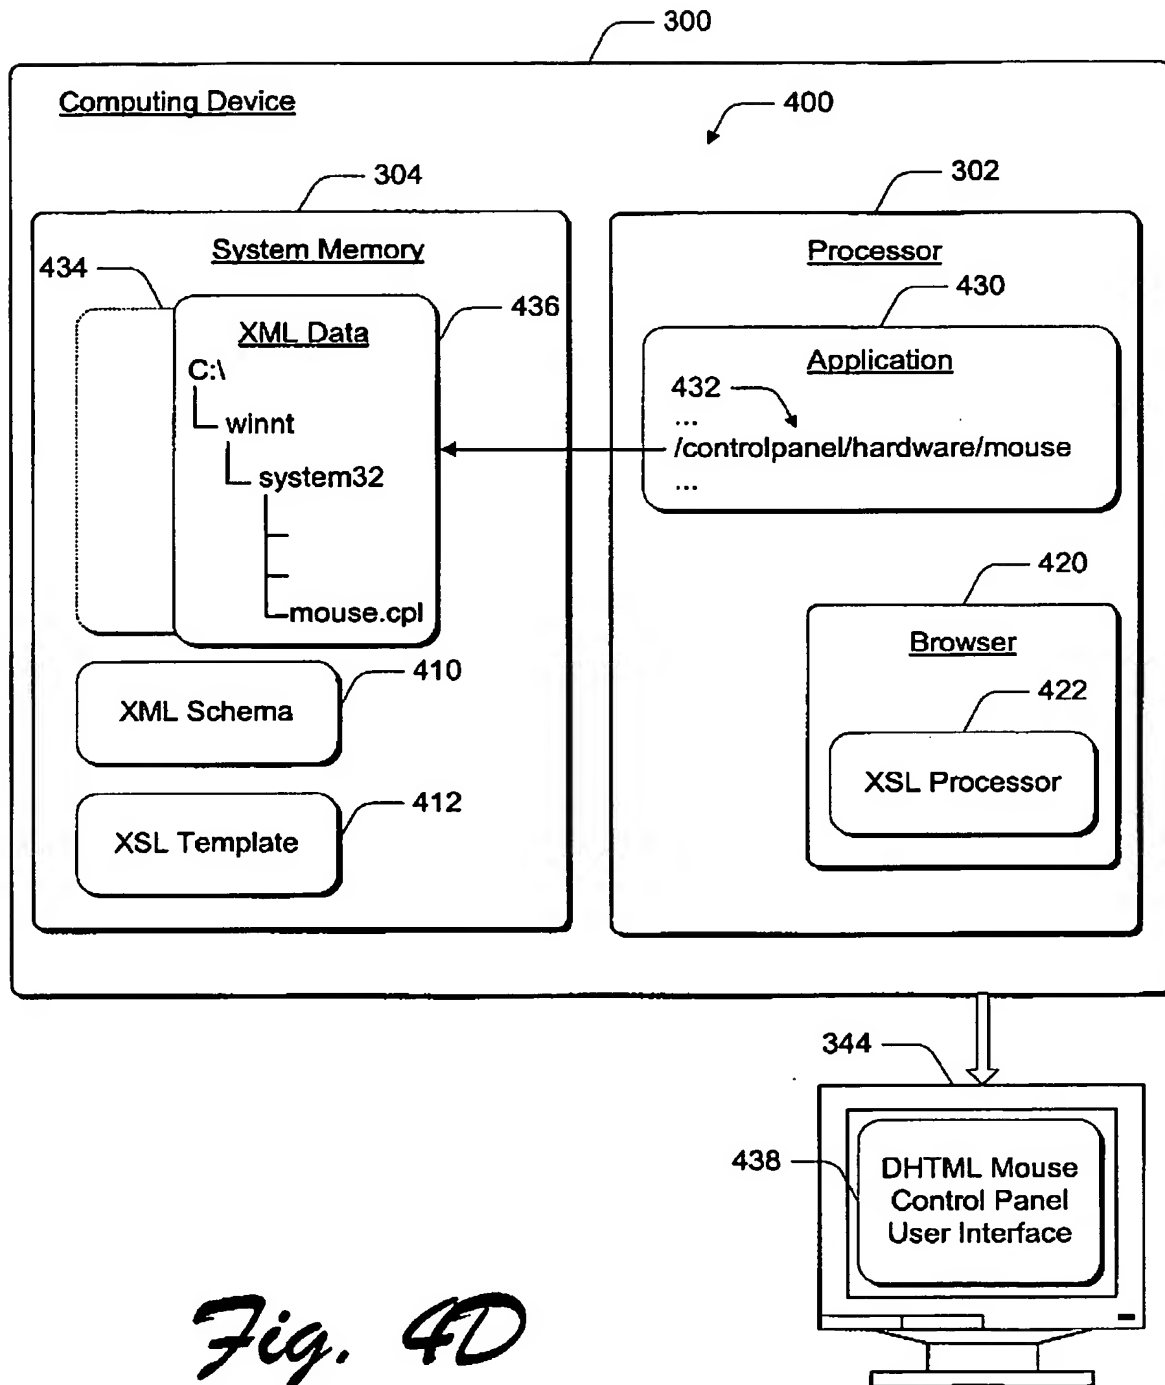 300
Computing Device
400
304
302
System Memory
Processor
434
436
430
XML Data
Application
C:\
432
winnt
...
/controlpanel/hardware/mouse
system32
...
mouse.cpl
420
Browser
410
XML Schema
422
XSL Processor
412
XSL Template
344
438
DHTML Mouse
Control Panel
User Interface
Fig. 4D